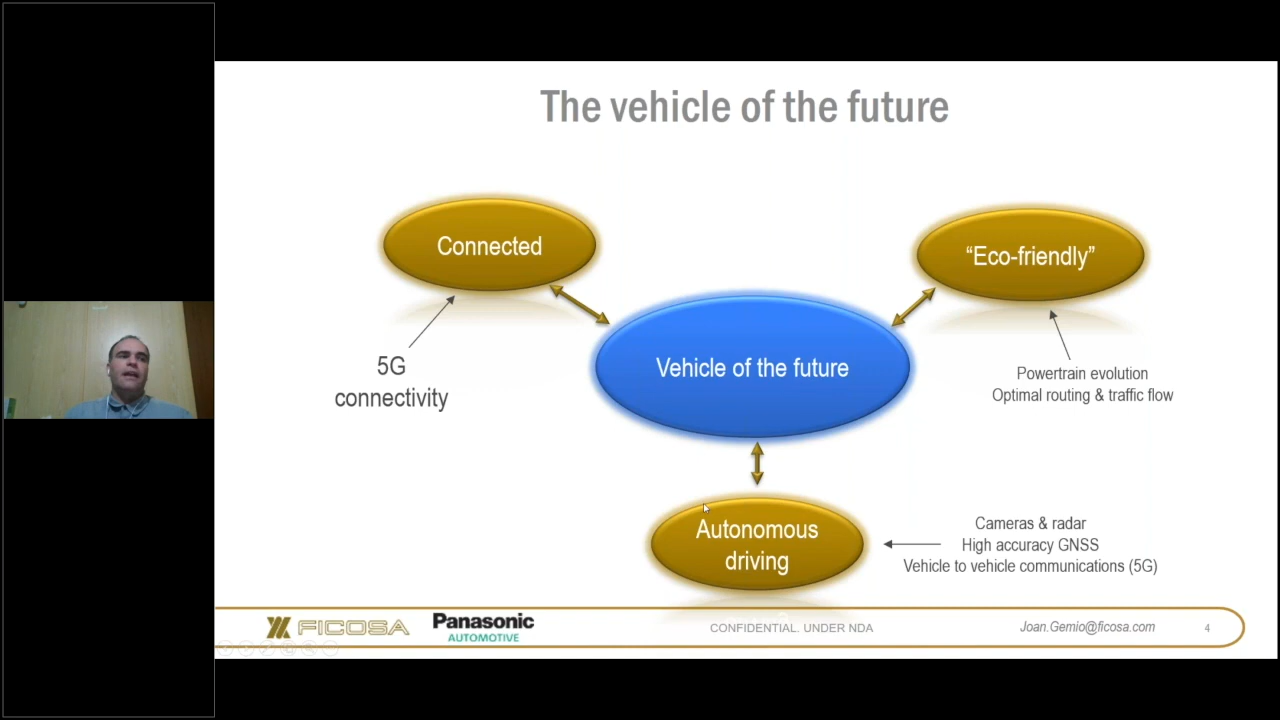 The vehicle of the future
Connected
"Eco-friendly"
Vehicle of the future
5G
connectivity
Powertrain evolution
Optimal routing & traffic flow
Autonomous
driving
Cameras & radar
High accuracy GNSS
Vehicle to vehicle communications (5G)
FICOSA
Panasonic
AUTOMOTIVE
CONFIDENTIAL. UNDER NDA
Joan.Gemio@ficosa.com
4